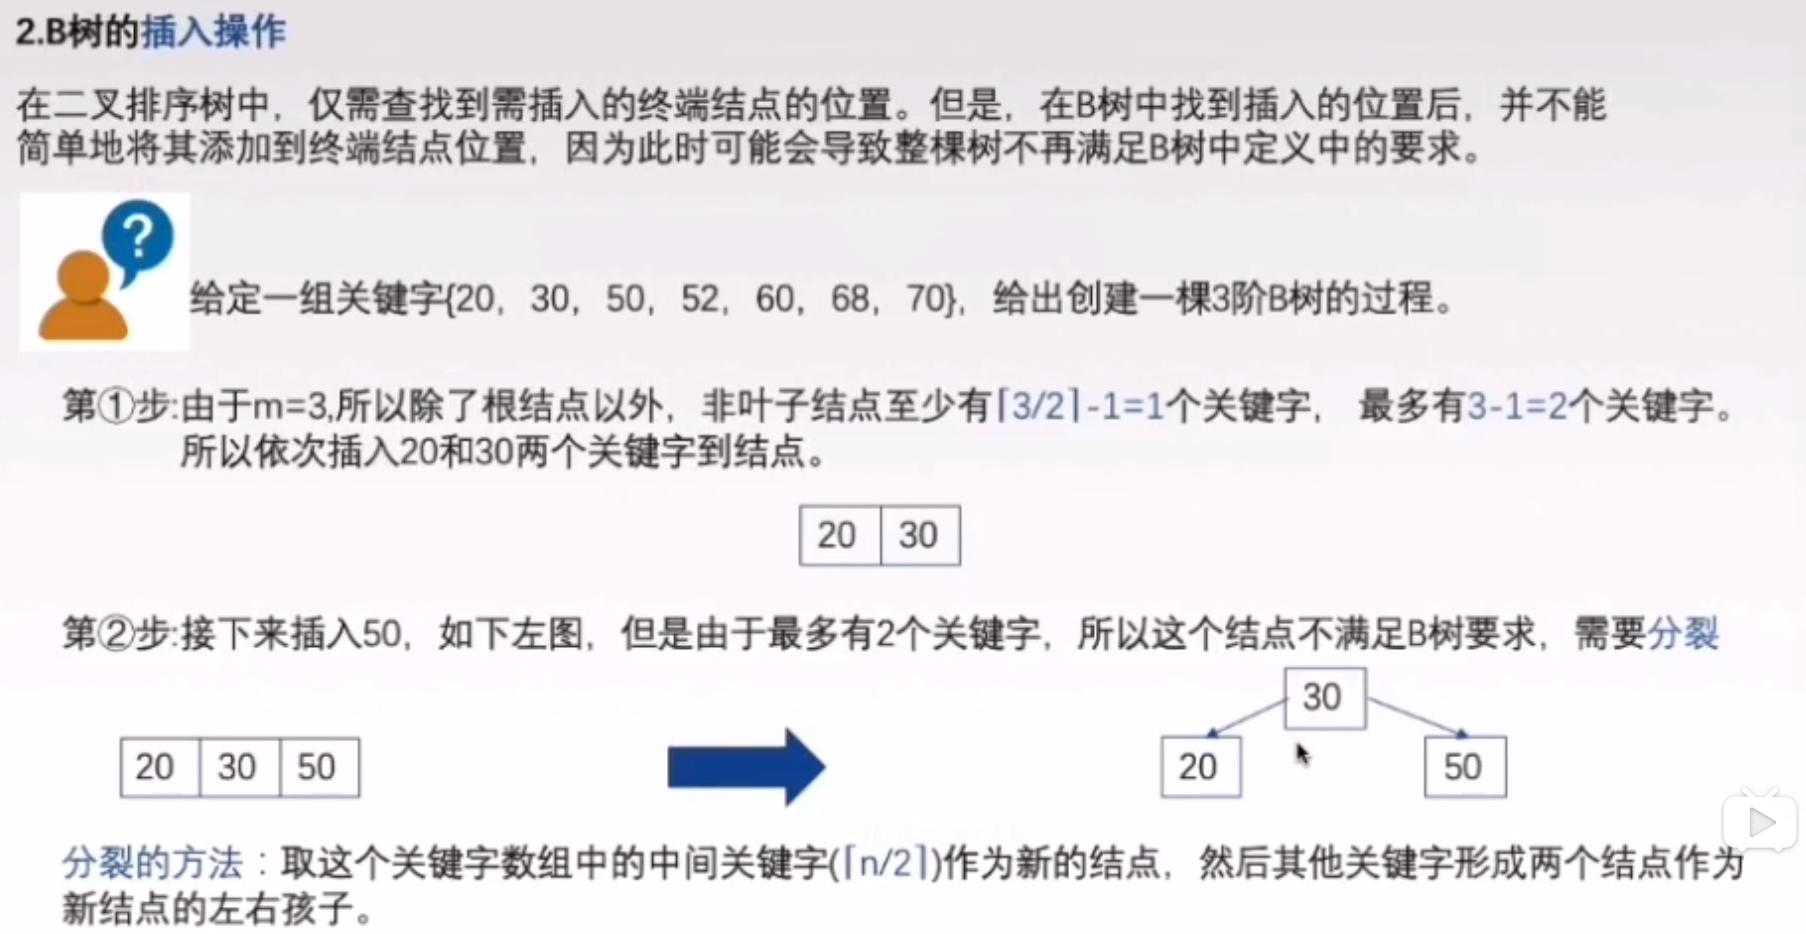 2.B树的插入操作
在二叉排序树中，仅需查找到需插入的终端结点的位置。但是，在B树中找到插入的位置后，并不能
简单地将其添加到终端结点位置，因为此时可能会导致整棵树不再满足B树中定义中的要求。
?
给定一组关键字{20，30，50，52，60，68，70}，给出创建一棵3阶B树的过程。
第①步:由于m=3,所以除了根结点以外，非叶子结点至少有⌈3/2⌉-1=1个关键字， 最多有3-1=2个关键字。
所以依次插入20和30两个关键字到结点。
20 30
第②步:接下来插入50，如下左图，但是由于最多有2个关键字，所以这个结点不满足B树要求，需要分裂
30
20 30 50
20 50
分裂的方法：取这个关键字数组中的中间关键字(⌈n/2⌉)作为新的结点，然后其他关键字形成两个结点作为
新结点的左右孩子。